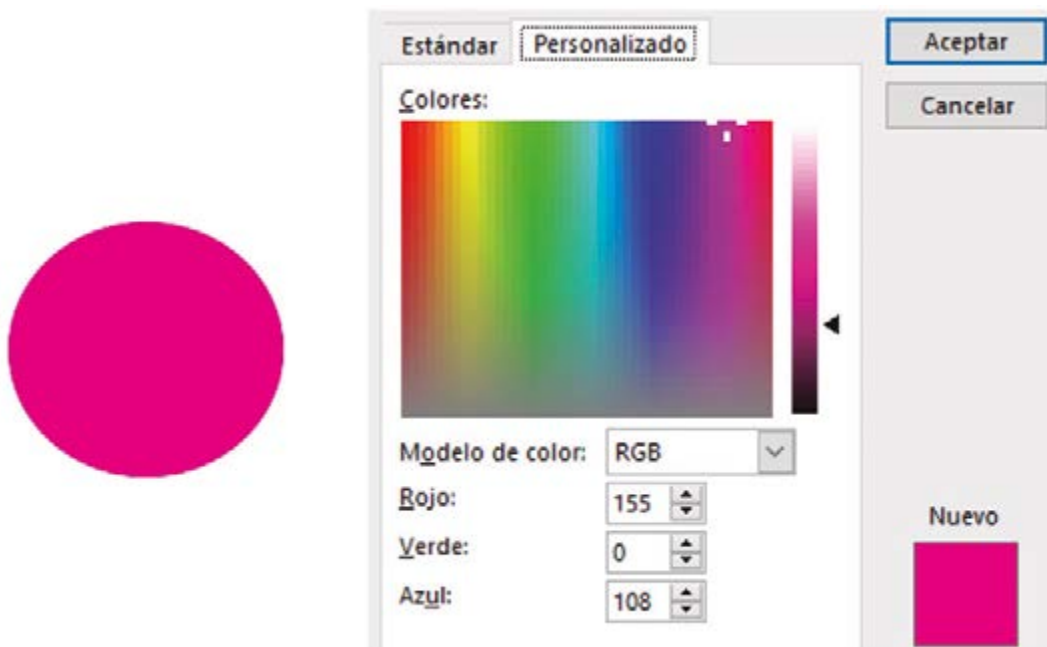 Estándar Personalizado Aceptar
Colores: Cancelar
Modelo de color: RGB
Rojo: 155
Verde: 0
Azul: 108
Nuevo